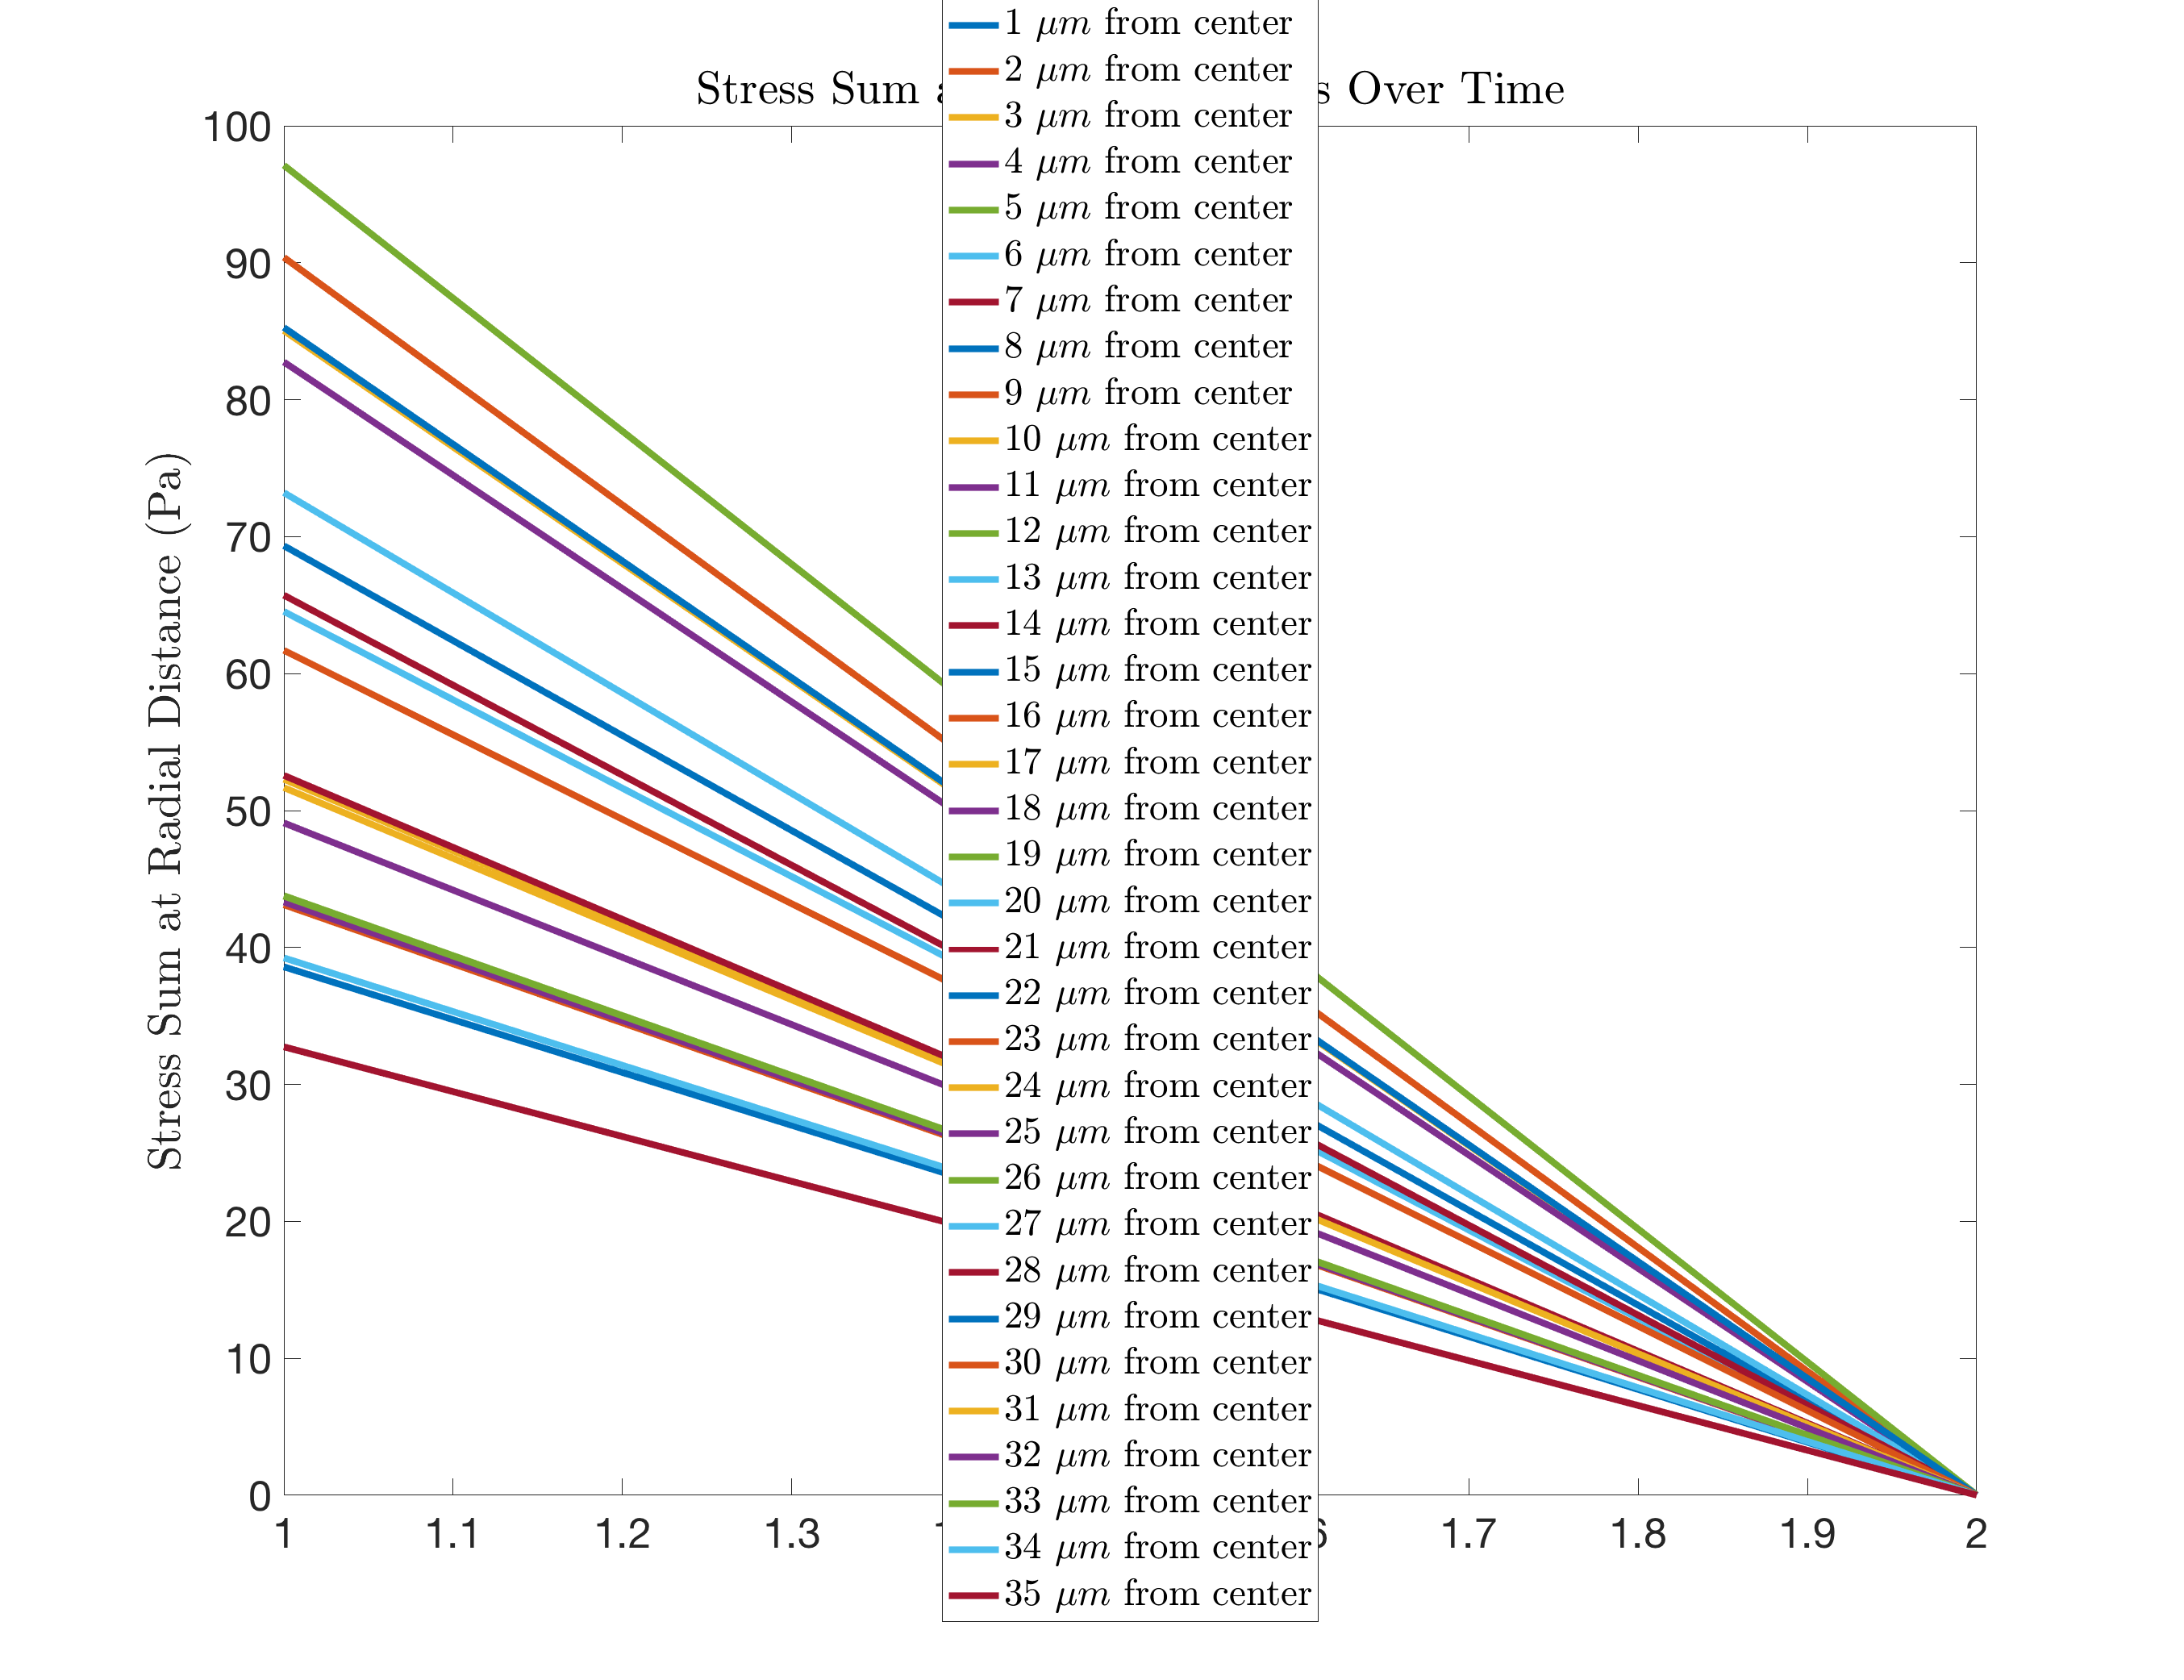 1 μm from center
2 μm from center
Stress Sum a s Over Time
3 μm from center
4 μm from center
5 μm from center
6 μm from center
7 μm from center
8 μm from center
9 μm from center
10 μm from center
11 μm from center
12 μm from center
13 μm from center
14 μm from center
15 μm from center
16 μm from center
17 μm from center
18 μm from center
19 μm from center
20 μm from center
21 μm from center
22 μm from center
23 μm from center
24 μm from center
25 μm from center
26 μm from center
27 μm from center
28 μm from center
29 μm from center
30 μm from center
31 μm from center
32 μm from center
33 μm from center
34 μm from center
35 μm from center
Stress Sum at Radial Distance (Pa)
100
90
80
70
60
50
40
30
20
10
0
1 1.1 1.2 1.3 1.7 1.8 1.9 2